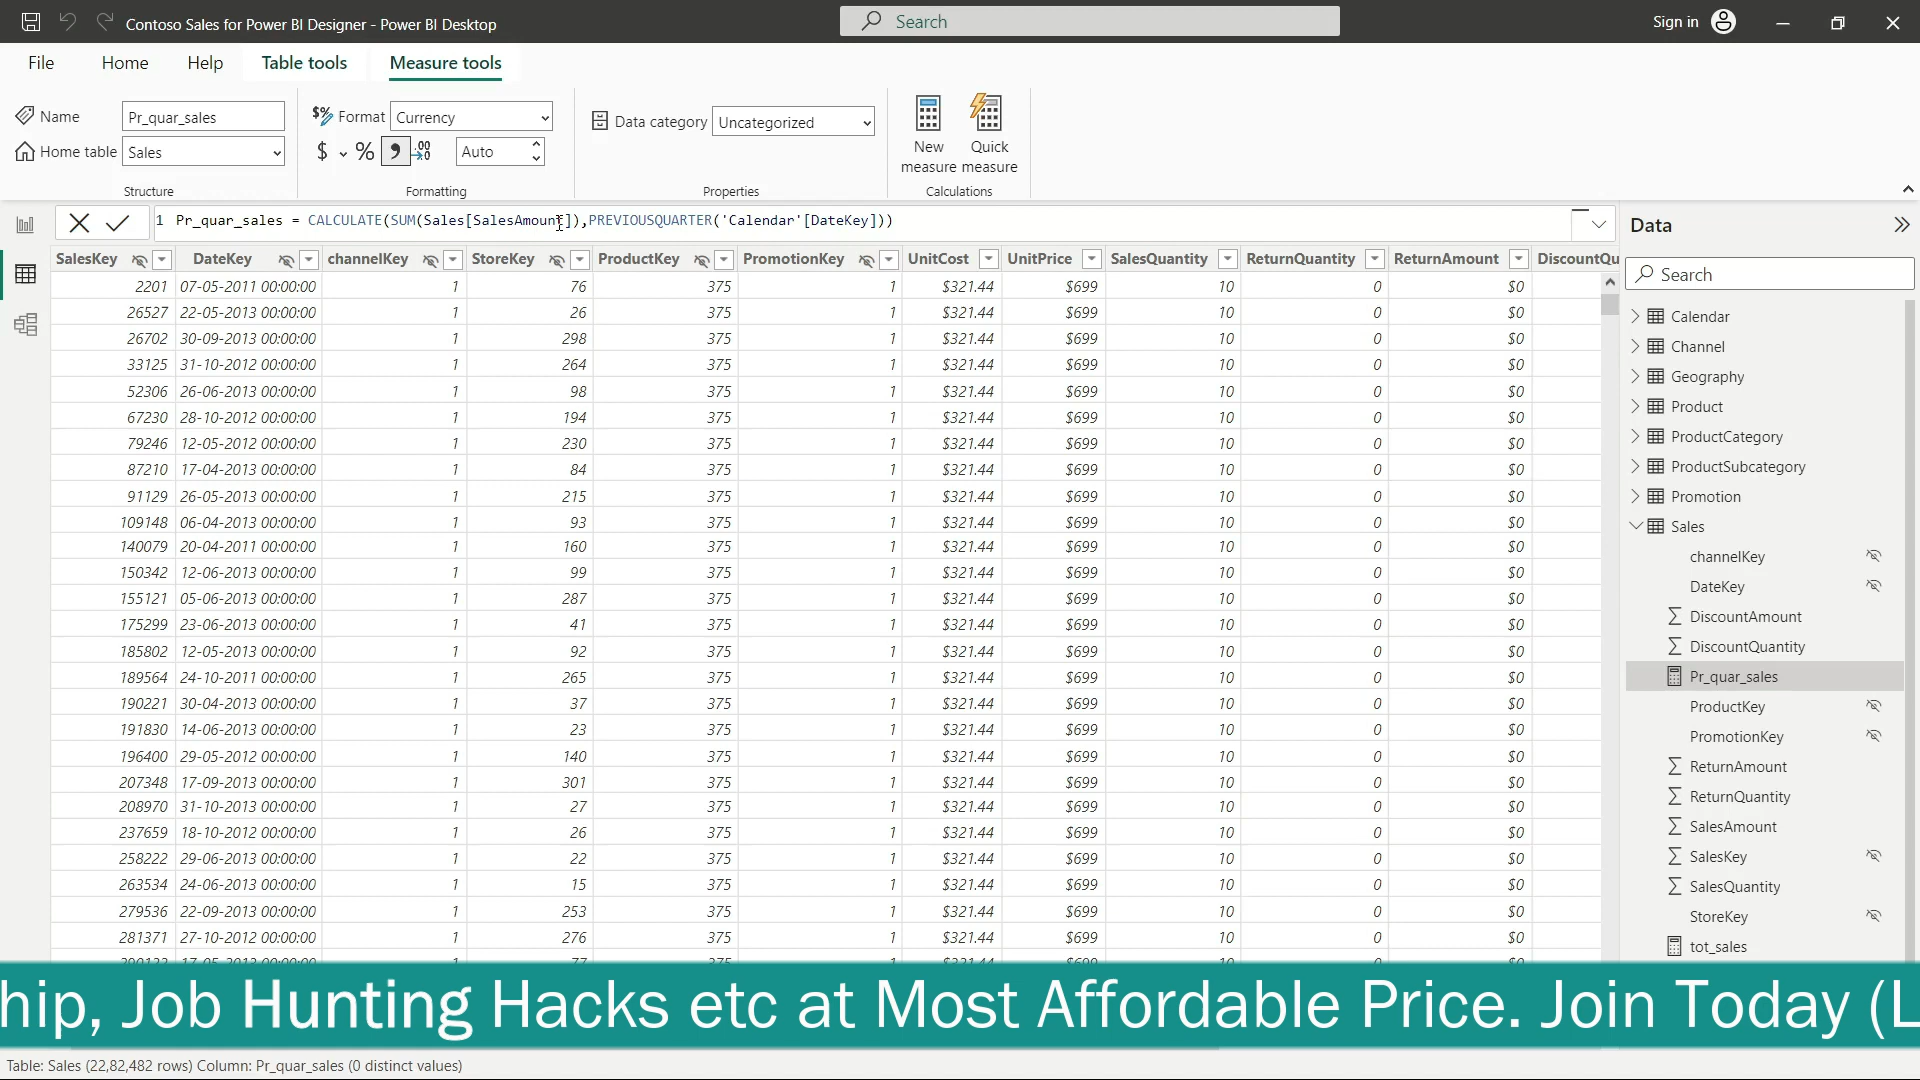 Contoso Sales for Power BI Designer - Power BI Desktop
Search
Sign in
File Home Help Table tools Measure tools
Name Pr_quar_sales
Home table Sales
Structure
Format Currency
$ % , .00 →0 Auto
Formatting
Data category Uncategorized
Properties
New measure
Quick measure
Calculations
1 Pr_quar_sales = CALCULATE(SUM(Sales[SalesAmount]),PREVIOUSQUARTER('Calendar'[DateKey]))
SalesKey DateKey channelKey StoreKey ProductKey PromotionKey UnitCost UnitPrice SalesQuantity ReturnQuantity ReturnAmount DiscountQu
2201 07-05-2011 00:00:00 1 76 375 1 $321.44 $699 10 0 $0
26527 22-05-2013 00:00:00 1 26 375 1 $321.44 $699 10 0 $0
26702 30-09-2013 00:00:00 1 298 375 1 $321.44 $699 10 0 $0
33125 31-10-2012 00:00:00 1 264 375 1 $321.44 $699 10 0 $0
52306 26-06-2013 00:00:00 1 98 375 1 $321.44 $699 10 0 $0
67230 28-10-2012 00:00:00 1 194 375 1 $321.44 $699 10 0 $0
79246 12-05-2012 00:00:00 1 230 375 1 $321.44 $699 10 0 $0
87210 17-04-2013 00:00:00 1 84 375 1 $321.44 $699 10 0 $0
91129 26-05-2013 00:00:00 1 215 375 1 $321.44 $699 10 0 $0
109148 06-04-2013 00:00:00 1 93 375 1 $321.44 $699 10 0 $0
140079 20-04-2011 00:00:00 1 160 375 1 $321.44 $699 10 0 $0
150342 12-06-2013 00:00:00 1 99 375 1 $321.44 $699 10 0 $0
155121 05-06-2013 00:00:00 1 287 375 1 $321.44 $699 10 0 $0
175299 23-06-2013 00:00:00 1 41 375 1 $321.44 $699 10 0 $0
185802 12-05-2013 00:00:00 1 92 375 1 $321.44 $699 10 0 $0
189564 24-10-2011 00:00:00 1 265 375 1 $321.44 $699 10 0 $0
190221 30-04-2013 00:00:00 1 37 375 1 $321.44 $699 10 0 $0
191830 14-06-2013 00:00:00 1 23 375 1 $321.44 $699 10 0 $0
196400 29-05-2012 00:00:00 1 140 375 1 $321.44 $699 10 0 $0
207348 17-09-2013 00:00:00 1 301 375 1 $321.44 $699 10 0 $0
208970 31-10-2013 00:00:00 1 27 375 1 $321.44 $699 10 0 $0
237659 18-10-2012 00:00:00 1 26 375 1 $321.44 $699 10 0 $0
258222 29-06-2013 00:00:00 1 22 375 1 $321.44 $699 10 0 $0
263534 24-06-2013 00:00:00 1 15 375 1 $321.44 $699 10 0 $0
279536 22-09-2013 00:00:00 1 253 375 1 $321.44 $699 10 0 $0
281371 27-10-2012 00:00:00 1 276 375 1 $321.44 $699 10 0 $0
Data
Search
Calendar
Channel
Geography
Product
ProductCategory
ProductSubcategory
Promotion
Sales
channelKey
DateKey
DiscountAmount
DiscountQuantity
Pr_quar_sales
ProductKey
PromotionKey
ReturnAmount
ReturnQuantity
SalesAmount
SalesKey
SalesQuantity
StoreKey
tot_sales
hip, Job Hunting Hacks etc at Most Affordable Price. Join Today (L
Table: Sales (22,82,482 rows) Column: Pr_quar_sales (0 distinct values)